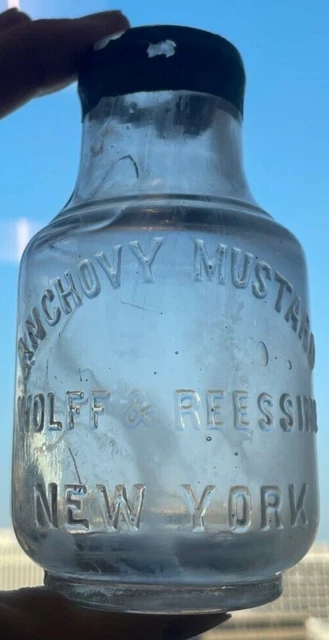 ANCHOVY MUSTARD
WOLFF & REESSING
NEW YORK